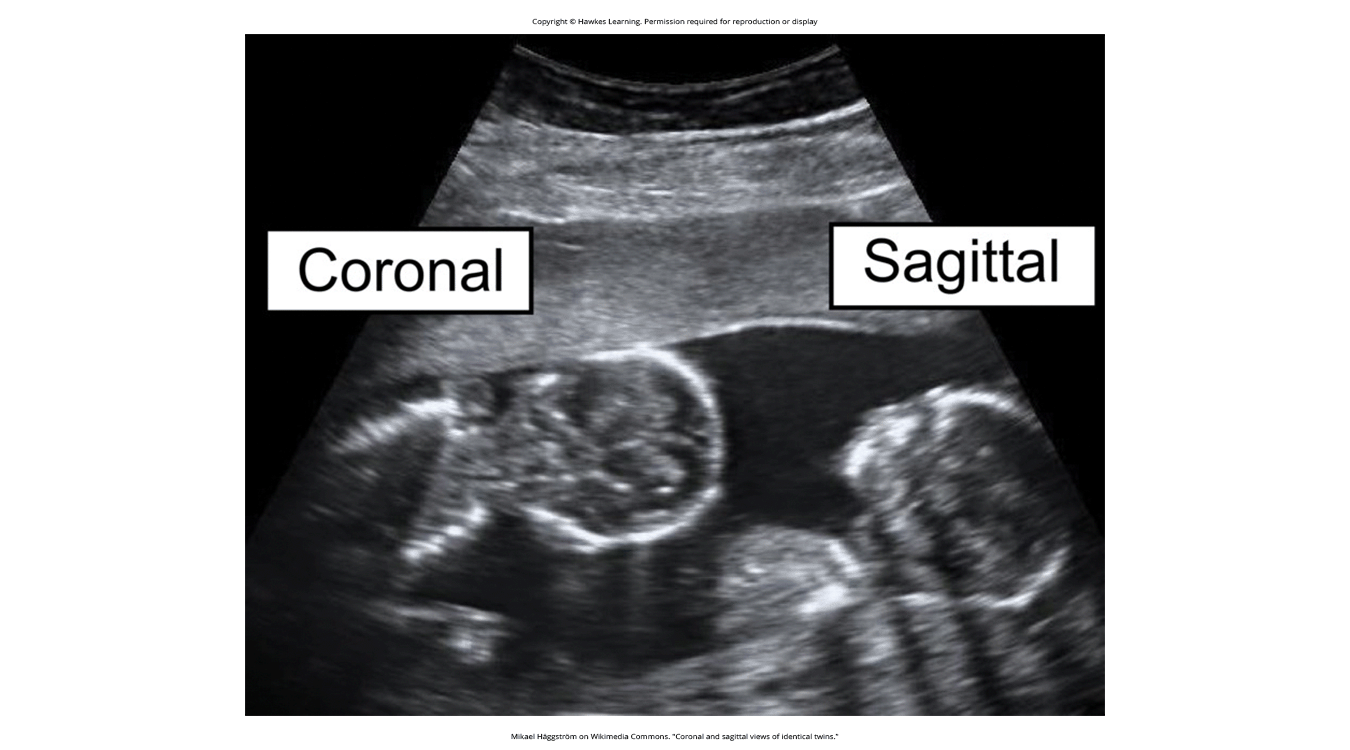 Copyright © Hawkes Learning. Permission required for reproduction or display
Coronal
Sagittal
Mikael Häggström on Wikimedia Commons. "Coronal and sagittal views of identical twins."